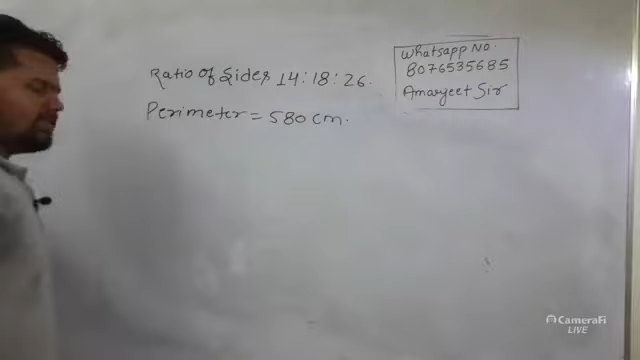 Ratio of Sides 14:18:26.
Perimeter = 580 cm.
Whatsapp No.
8076535685
Amarjeet Sir
CameraFi
LIVE